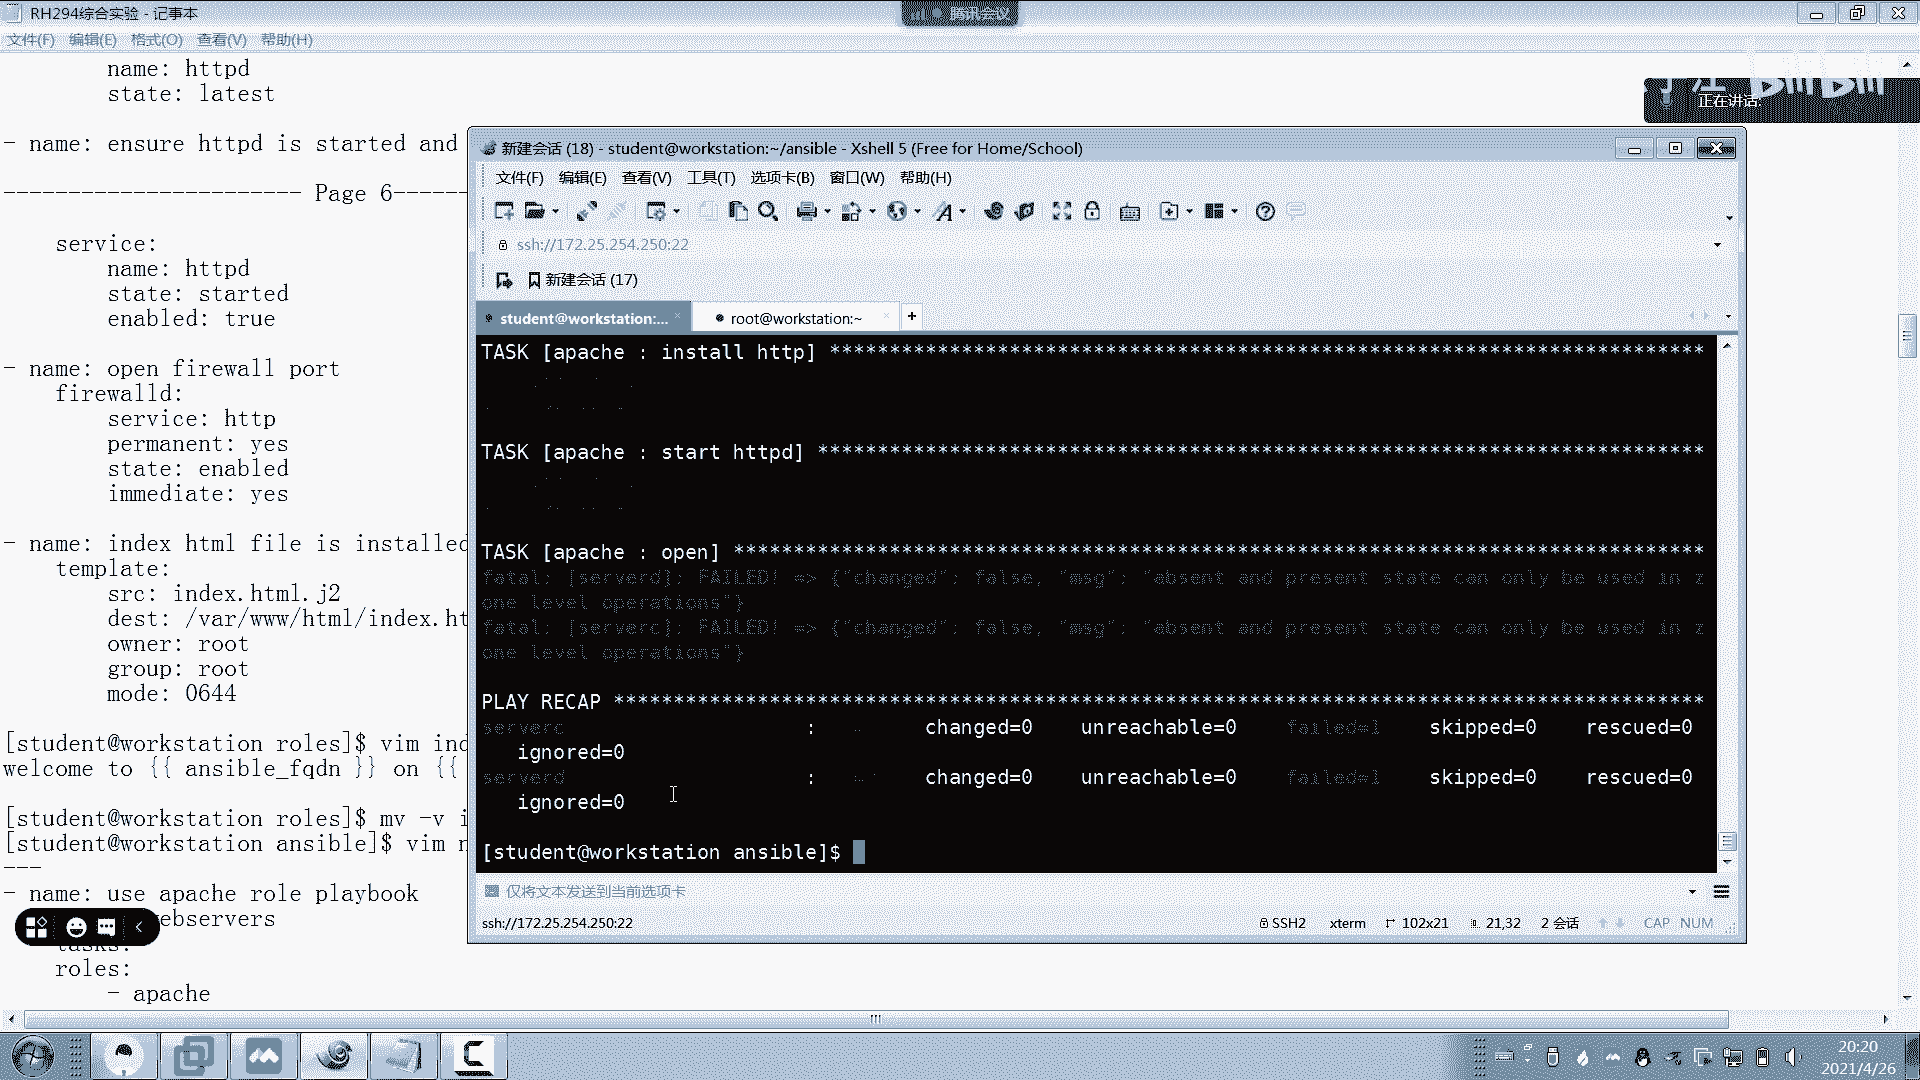 RH294综合实验 - 记事本
腾讯会议
文件(F) 编辑(E) 格式(O) 查看(V) 帮助(H)
正在讲话:
name: httpd
state: latest
- name: ensure httpd is started and
---------------------- Page 6------
service:
name: httpd
state: started
enabled: true
- name: open firewall port
firewalld:
service: http
permanent: yes
state: enabled
immediate: yes
- name: index html file is installed
template:
src: index.html.j2
dest: /var/www/html/index.ht
owner: root
group: root
mode: 0644
[student@workstation roles]$ vim ind
welcome to {{ ansible_fqdn }} on {{
[student@workstation roles]$ mv -v i
[student@workstation ansible]$ vim n
---
- name: use apache role playbook
ebservers
tasks:
roles:
- apache
新建会话 (18) - student@workstation:~/ansible - Xshell 5 (Free for Home/School)
文件(F) 编辑(E) 查看(V) 工具(T) 选项卡(B) 窗口(W) 帮助(H)
ssh://172.25.254.250:22
新建会话 (17)
student@workstation:... × root@workstation:~ × +
TASK [apache : install http] *************************************************************************
TASK [apache : start httpd] **************************************************************************
TASK [apache : open] *********************************************************************************
fatal: [serverd]: FAILED! => {"changed": false, "msg": "absent and present state can only be used in z
one level operations"}
fatal: [serverc]: FAILED! => {"changed": false, "msg": "absent and present state can only be used in z
one level operations"}
PLAY RECAP *******************************************************************************************
serverc : changed=0 unreachable=0 failed=1 skipped=0 rescued=0
ignored=0
serverd : changed=0 unreachable=0 failed=1 skipped=0 rescued=0
ignored=0
[student@workstation ansible]$
仅将文本发送到当前选项卡
ssh://172.25.254.250:22 SSH2 xterm 102x21 21,32 2 会话 CAP NUM
20:20
2021/4/26